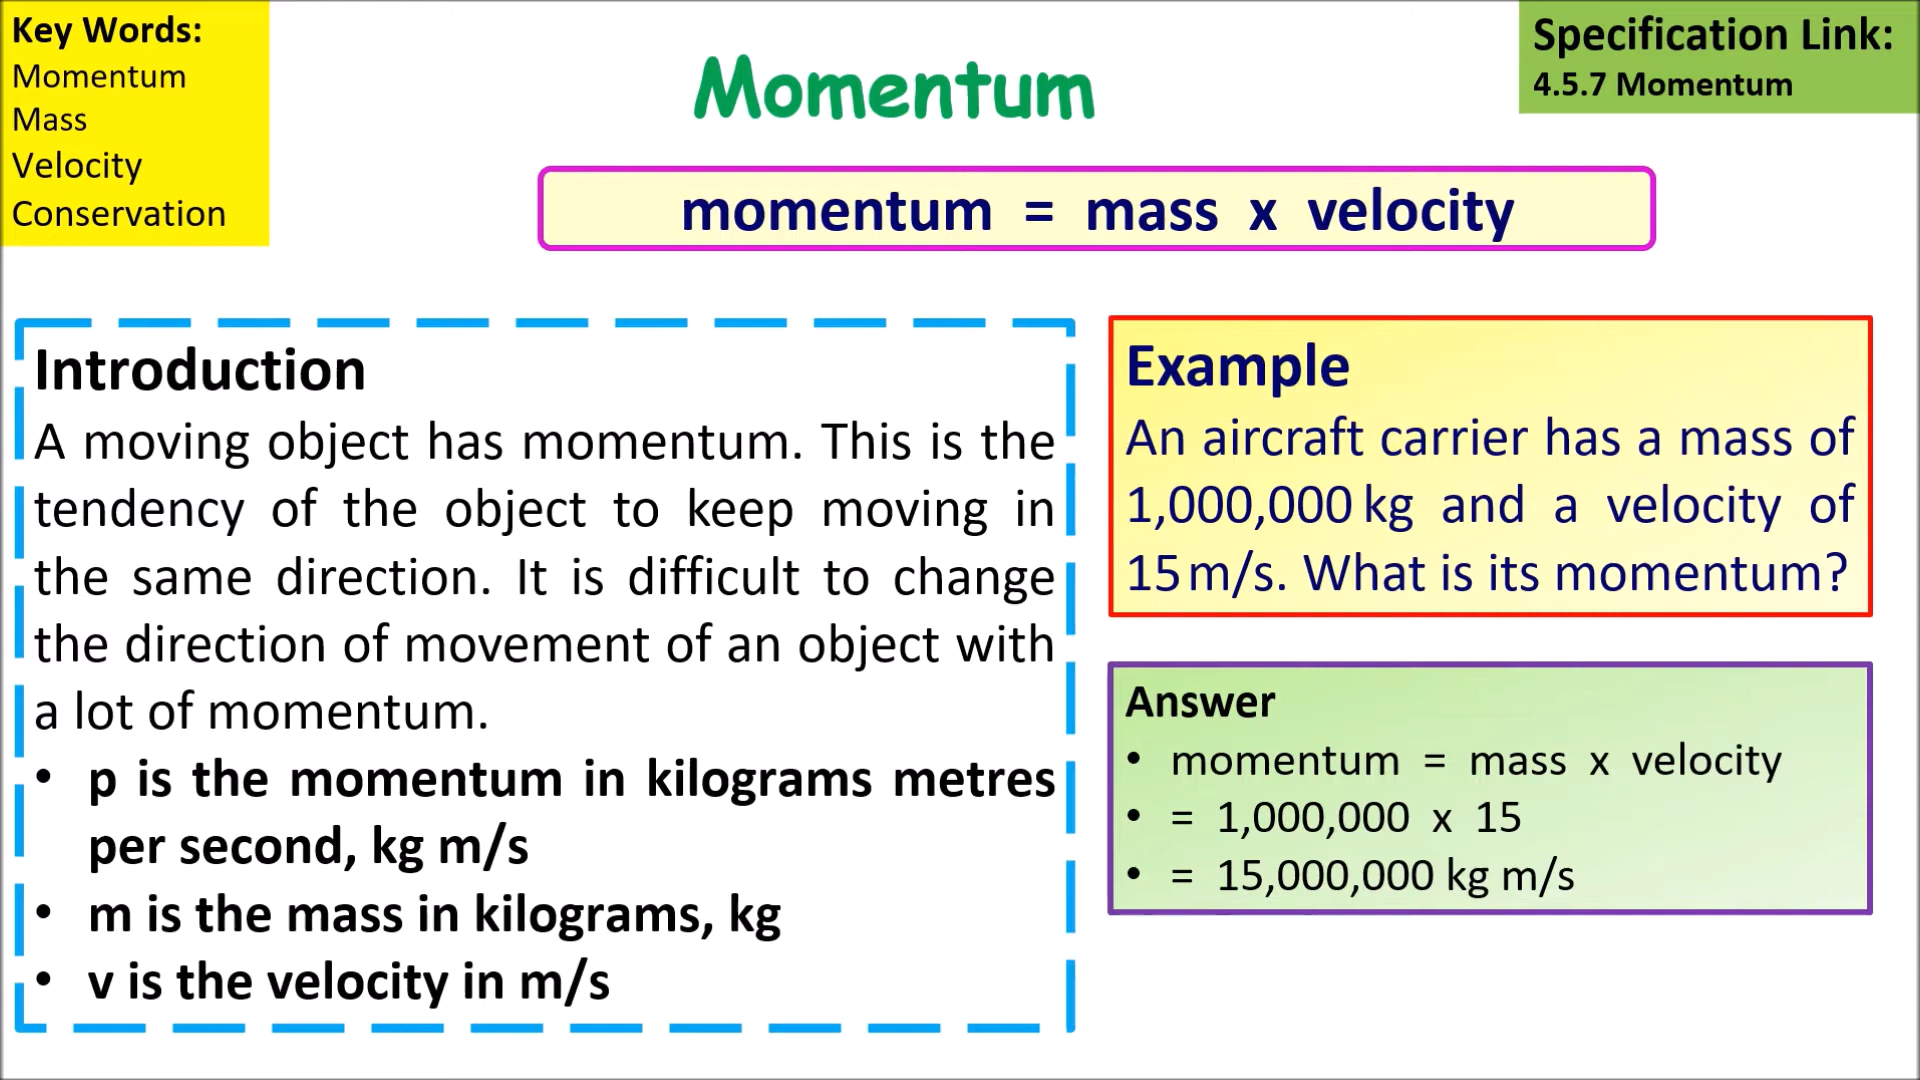 Key Words:
Momentum
Mass
Velocity
Conservation
Momentum
Specification Link:
4.5.7 Momentum
momentum = mass x velocity
Introduction
A moving object has momentum. This is the
tendency of the object to keep moving in
the same direction. It is difficult to change
the direction of movement of an object with
a lot of momentum.
• p is the momentum in kilograms metres
per second, kg m/s
• m is the mass in kilograms, kg
• v is the velocity in m/s
Example
An aircraft carrier has a mass of
1,000,000 kg and a velocity of
15 m/s. What is its momentum?
Answer
• momentum = mass x velocity
• = 1,000,000 x 15
• = 15,000,000 kg m/s